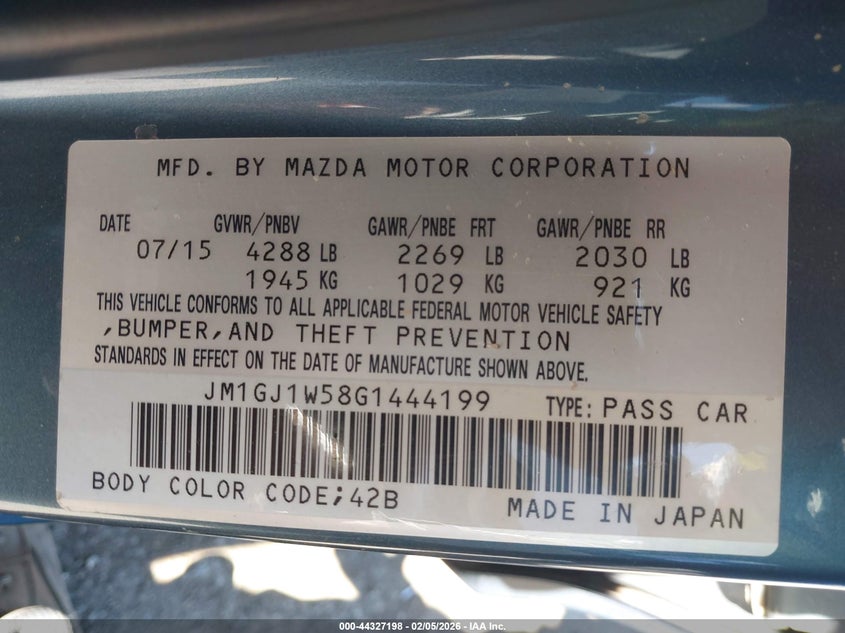 MFD. BY MAZDA MOTOR CORPORATION
DATE GVWR/PNBV GAWR/PNBE FRT GAWR/PNBE RR
07/15 4288 LB 2269 LB 2030 LB
1945 KG 1029 KG 921 KG
THIS VEHICLE CONFORMS TO ALL APPLICABLE FEDERAL MOTOR VEHICLE SAFETY
,BUMPER,AND THEFT PREVENTION
STANDARDS IN EFFECT ON THE DATE OF MANUFACTURE SHOWN ABOVE.
JM1GJ1W58G1444199 TYPE: PASS CAR
BODY COLOR CODE;42B
MADE IN JAPAN
000-44327198 - 02/05/2026 - IAA Inc.